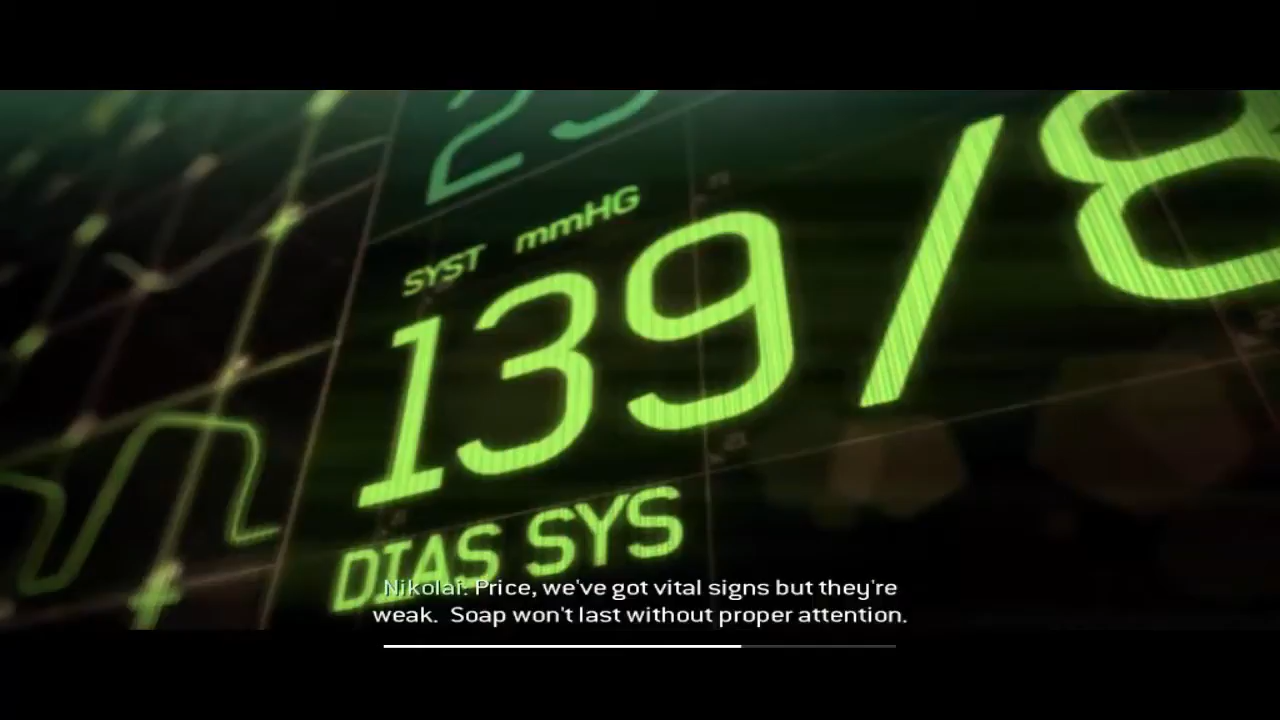 SYST mmHG
139/8
DIAS SYS
Nikolai: Price, we've got vital signs but they're
weak.  Soap won't last without proper attention.